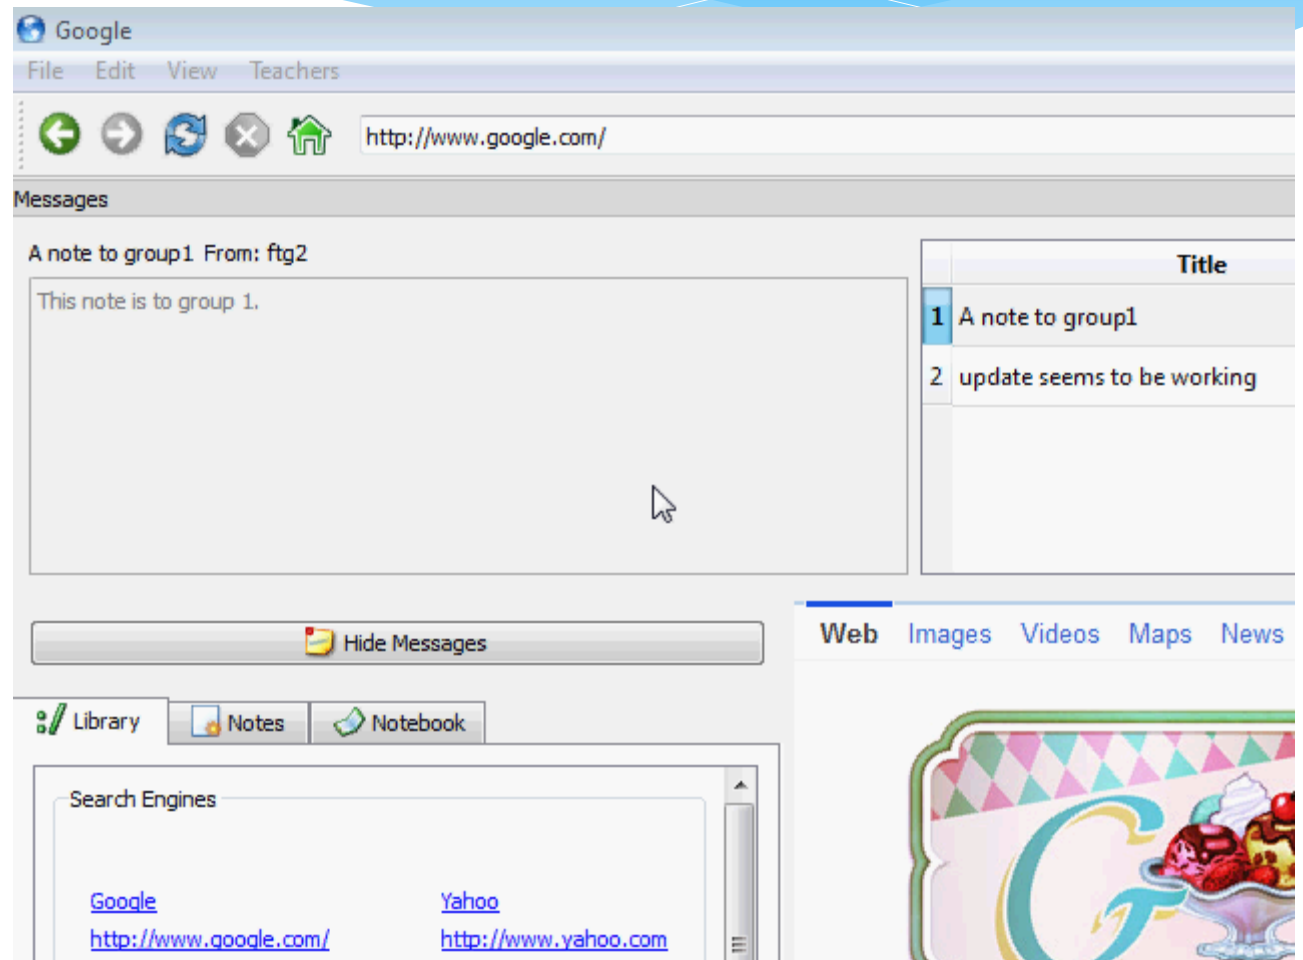 Google
File Edit View Teachers
http://www.google.com/
Messages
A note to group1 From: ftg2
This note is to group 1.
Title
1 A note to group1
2 update seems to be working
Hide Messages
Web Images Videos Maps News
Library Notes Notebook
Search Engines
Google Yahoo
http://www.google.com/ http://www.yahoo.com
G